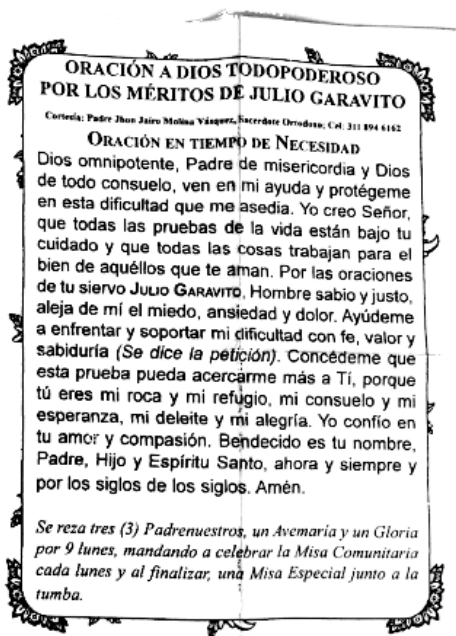 ORACIÓN A DIOS TODOPODEROSO
POR LOS MÉRITOS DE JULIO GARAVITO
Cortesía: Padre Jhon Jairo Molina Vásquez, Sacerdote Ortodoxo; Cel: 311 894 6162
ORACIÓN EN TIEMPO DE NECESIDAD
Dios omnipotente, Padre de misericordia y Dios
de todo consuelo, ven en mi ayuda y protégeme
en esta dificultad que me asedia. Yo creo Señor,
que todas las pruebas de la vida están bajo tu
cuidado y que todas las cosas trabajan para el
bien de aquéllos que te aman. Por las oraciones
de tu siervo JULIO GARAVITO, Hombre sabio y justo,
aleja de mí el miedo, ansiedad y dolor. Ayúdeme
a enfrentar y soportar mi dificultad con fe, valor y
sabiduría (Se dice la petición). Concédeme que
esta prueba pueda acercarme más a Tí, porque
tú eres mi roca y mi refugio, mi consuelo y mi
esperanza, mi deleite y mi alegría. Yo confío en
tu amor y compasión. Bendecido es tu nombre,
Padre, Hijo y Espíritu Santo, ahora y siempre y
por los siglos de los siglos. Amén.
Se reza tres (3) Padrenuestros, un Avemaría y un Gloria
por 9 lunes, mandando a celebrar la Misa Comunitaria
cada lunes y al finalizar, una Misa Especial junto a la
tumba.